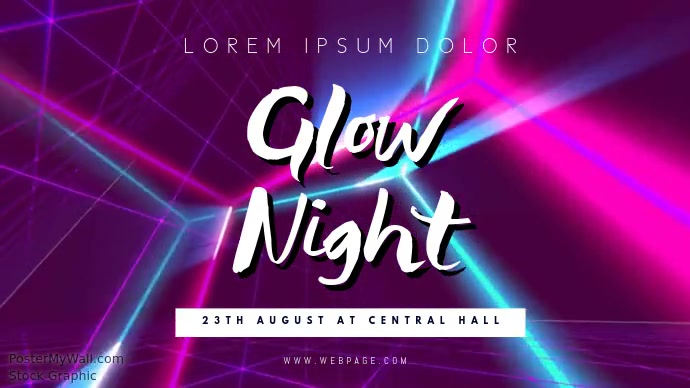 LOREM IPSUM DOLOR
Glow
Night
23TH AUGUST AT CENTRAL HALL
WWW.WEBPAGE.COM
PosterMyWall.com
Stock Graphic